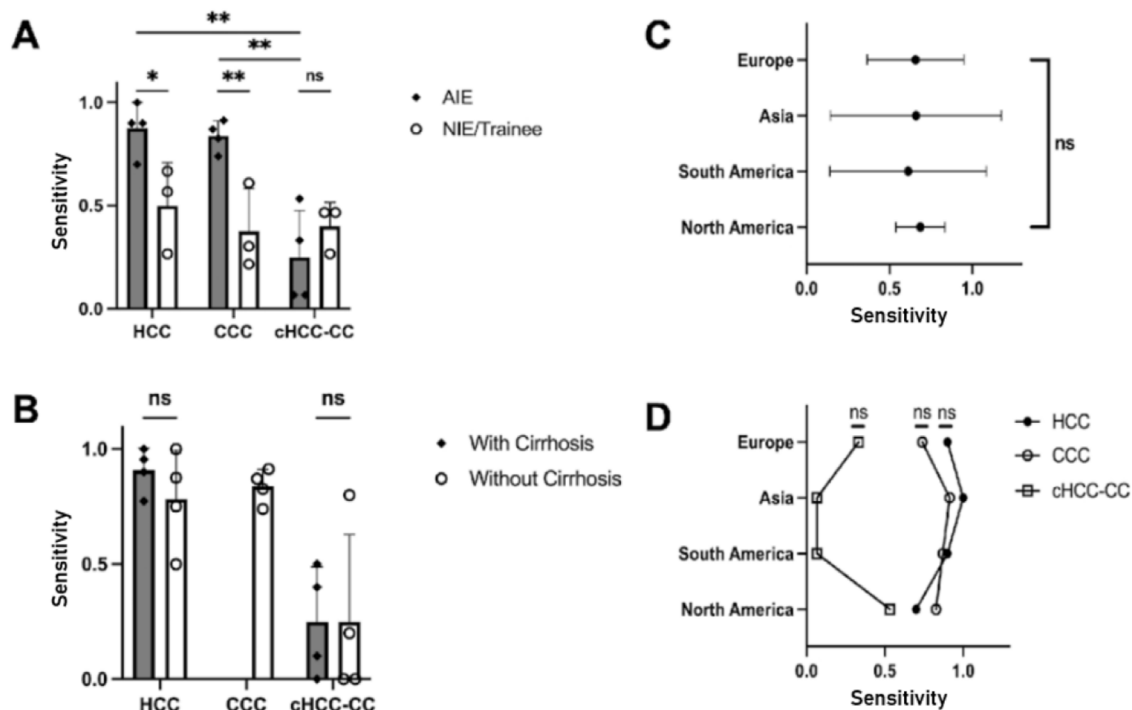 A
**
**
*
**
ns
1.0
0.5
0.0
Sensitivity
HCC
CCC
cHCC-CC
AIE
NIE/Trainee
B
ns
ns
1.0
0.5
0.0
Sensitivity
HCC
CCC
cHCC-CC
With Cirrhosis
Without Cirrhosis
C
Europe
Asia
South America
North America
ns
0.0
0.5
1.0
Sensitivity
D
ns
ns
ns
Europe
Asia
South America
North America
0.0
0.5
1.0
Sensitivity
HCC
CCC
cHCC-CC